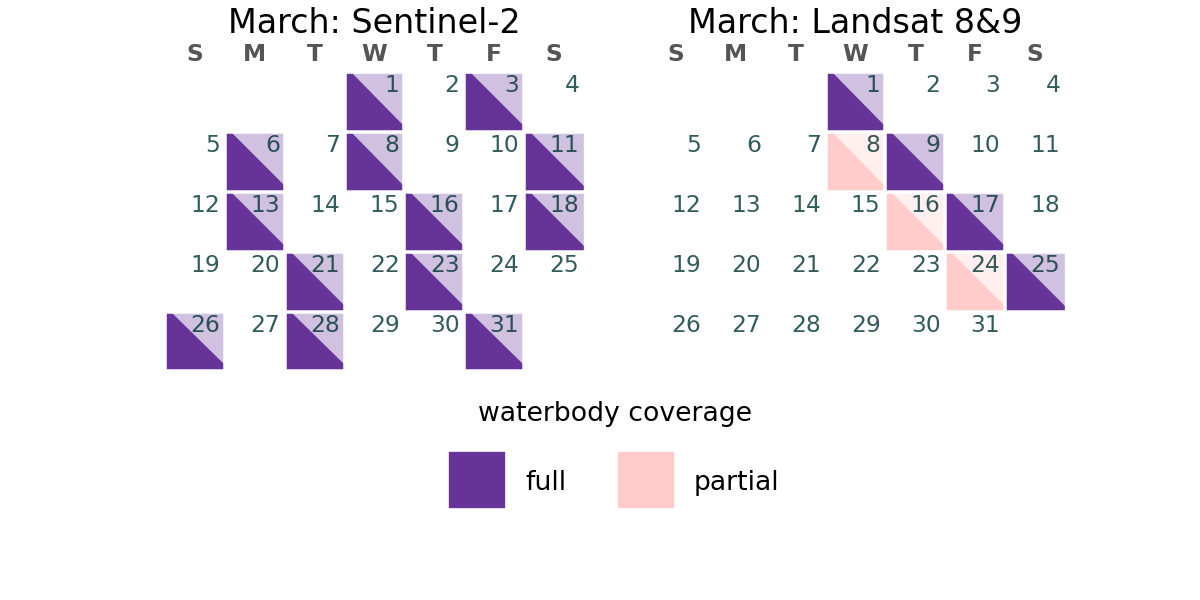 March: Sentinel-2
S M T W T F S
1 2 3 4
5 6 7 8 9 10 11
12 13 14 15 16 17 18
19 20 21 22 23 24 25
26 27 28 29 30 31
March: Landsat 8&9
S M T W T F S
1 2 3 4
5 6 7 8 9 10 11
12 13 14 15 16 17 18
19 20 21 22 23 24 25
26 27 28 29 30 31
waterbody coverage
full partial